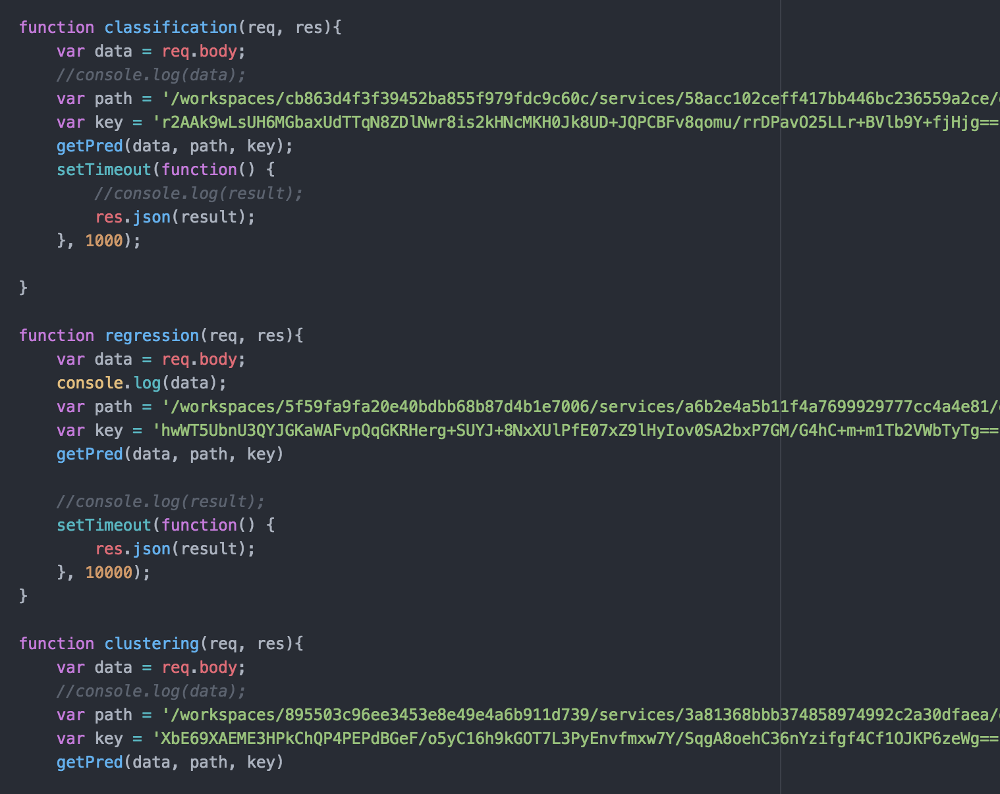 function classification(req, res){
    var data = req.body;
    //console.log(data);
    var path = '/workspaces/cb863d4f3f39452ba855f979fdc9c60c/services/58acc102ceff417bb446bc236559a2ce/
    var key = 'r2AAk9wLsUH6MGbaxUdTTqN8ZDlNwr8is2kHNcMKH0Jk8UD+JQPCBFv8qomu/rrDPavO25LLr+BVlb9Y+fjHjg==
    getPred(data, path, key);
    setTimeout(function() {
        //console.log(result);
        res.json(result);
    }, 1000);
}
function regression(req, res){
    var data = req.body;
    console.log(data);
    var path = '/workspaces/5f59fa9fa20e40bdbb68b87d4b1e7006/services/a6b2e4a5b11f4a7699929777cc4a4e81/
    var key = 'hwWT5UbnU3QYJGKaWAFvpQqGKRHerg+SUYJ+8NxXUlPfE07xZ9lHyIov0SA2bxP7GM/G4hC+m+m1Tb2VWbTyTg==
    getPred(data, path, key)
    //console.log(result);
    setTimeout(function() {
        res.json(result);
    }, 10000);
}
function clustering(req, res){
    var data = req.body;
    //console.log(data);
    var path = '/workspaces/895503c96ee3453e8e49e4a6b911d739/services/3a81368bbb374858974992c2a30dfaea/
    var key = 'XbE69XAEME3HPkChQP4PEPdBGeF/o5yC16h9kGOT7L3PyEnvfmxw7Y/SqgA8oehC36nYzifgf4Cf1OJKP6zeWg==
    getPred(data, path, key)